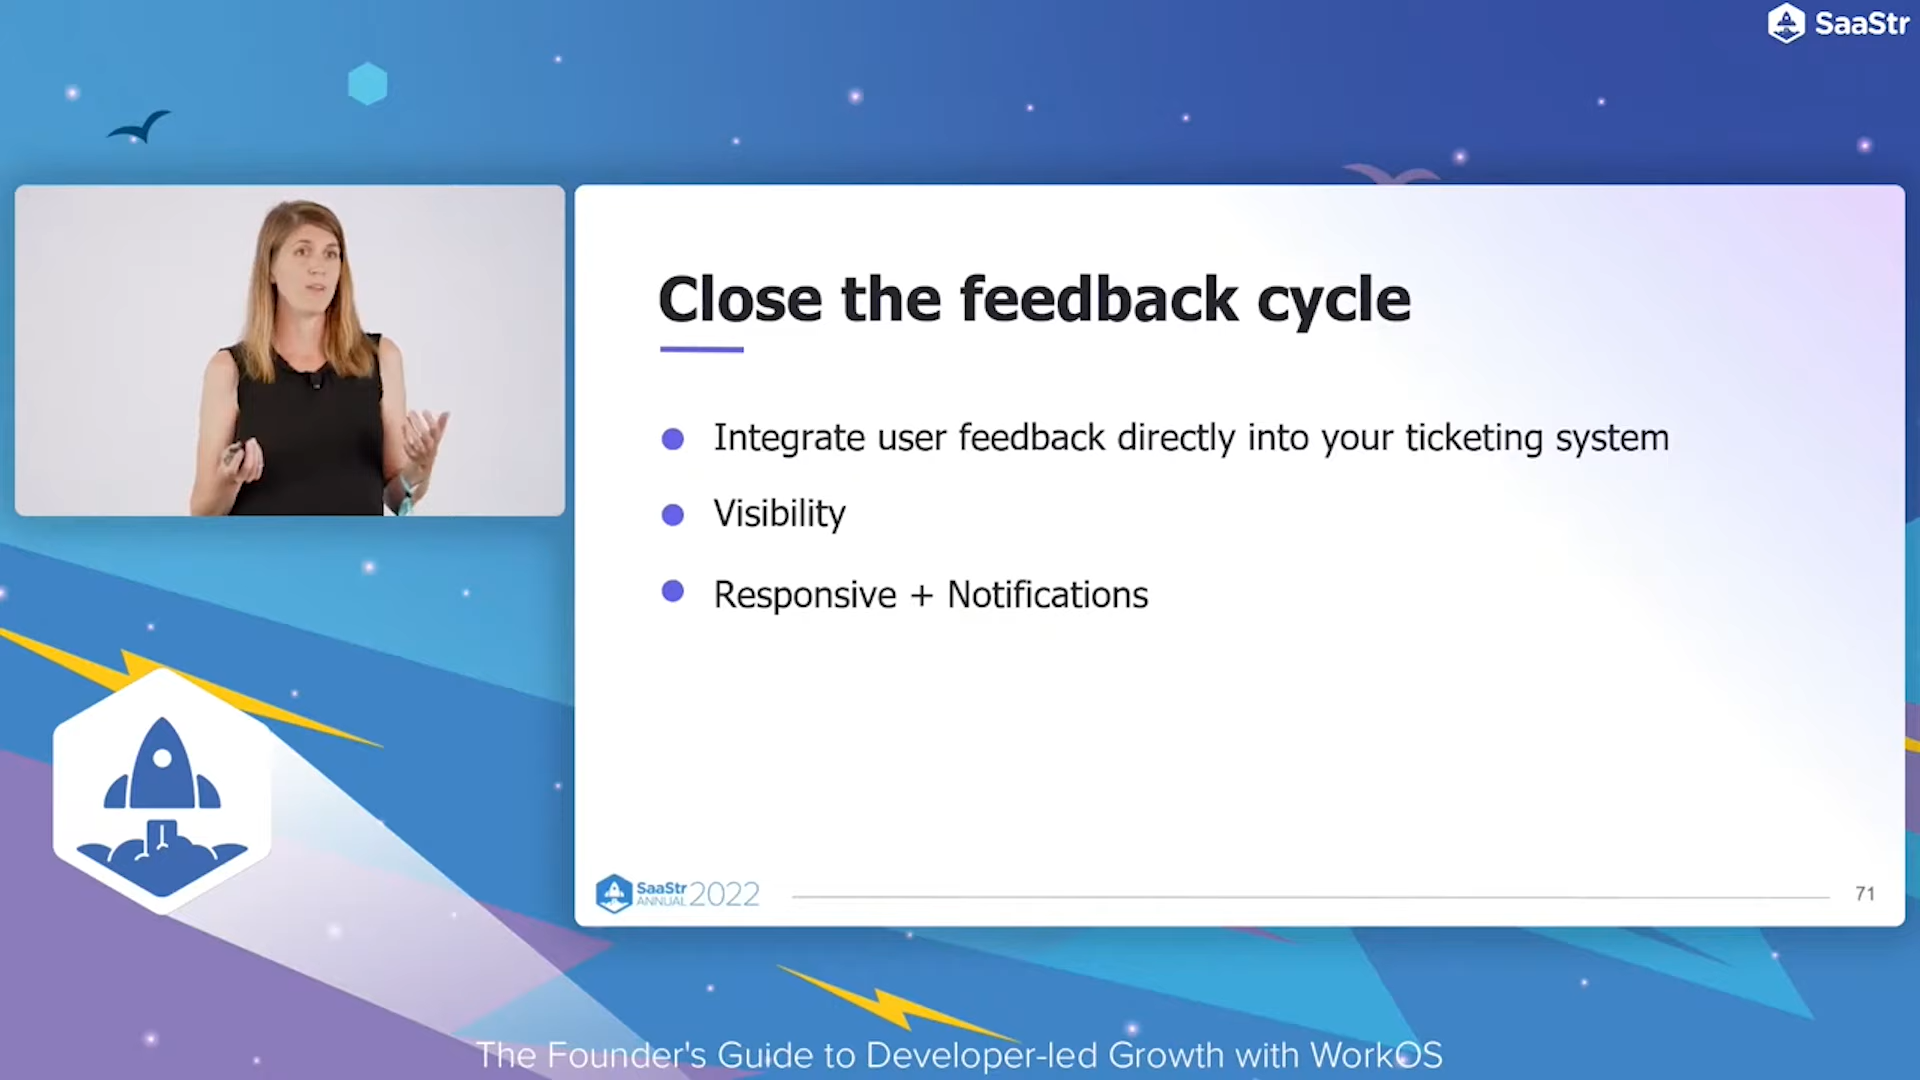 SaaStr
Close the feedback cycle
Integrate user feedback directly into your ticketing system
Visibility
Responsive + Notifications
SaaStr
ANNUAL 2022
71
The Founder's Guide to Developer-led Growth with WorkOS